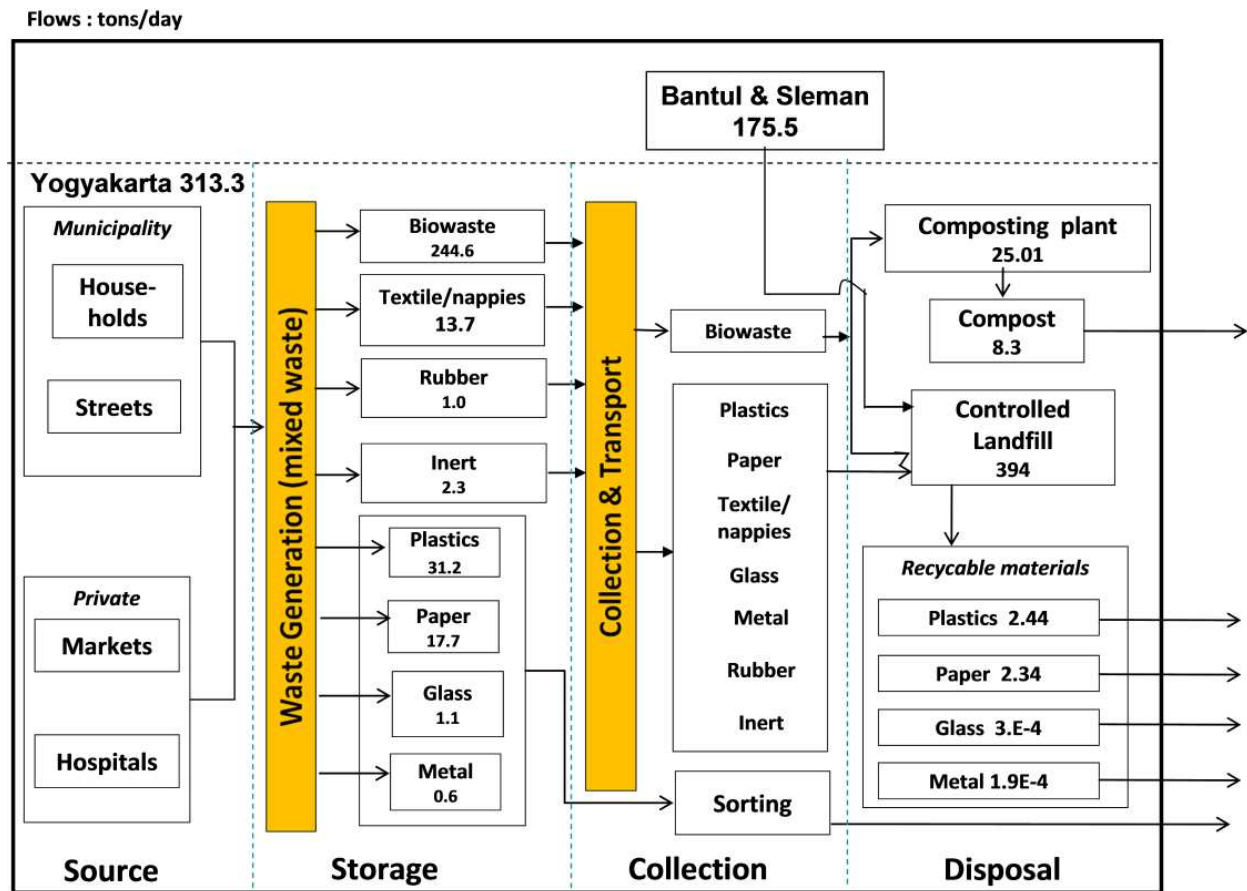 Flows : tons/day
Bantul & Sleman
175.5
Yogyakarta 313.3
Municipality
House-
holds
Streets
Private
Markets
Hospitals
Waste Generation (mixed waste)
Biowaste
244.6
Textile/nappies
13.7
Rubber
1.0
Inert
2.3
Plastics
31.2
Paper
17.7
Glass
1.1
Metal
0.6
Collection & Transport
Biowaste
Plastics
Paper
Textile/
nappies
Glass
Metal
Rubber
Inert
Sorting
Composting plant
25.01
Compost
8.3
Controlled
Landfill
394
Recycable materials
Plastics 2.44
Paper 2.34
Glass 3.E-4
Metal 1.9E-4
Source
Storage
Collection
Disposal